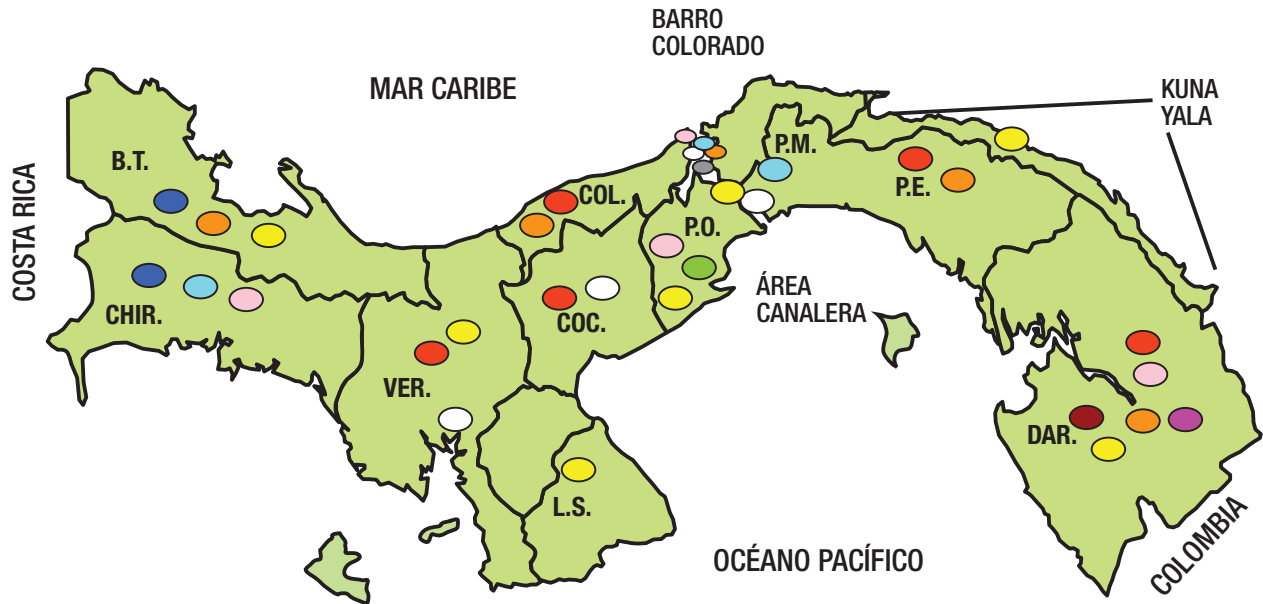 BARRO
COLORADO
MAR CARIBE
KUNA
YALA
B.T.
P.M.
P.E.
COL.
P.O.
COSTA RICA
CHIR.
COC.
ÁREA
CANALERA
VER.
DAR.
L.S.
OCÉANO PACÍFICO
COLOMBIA